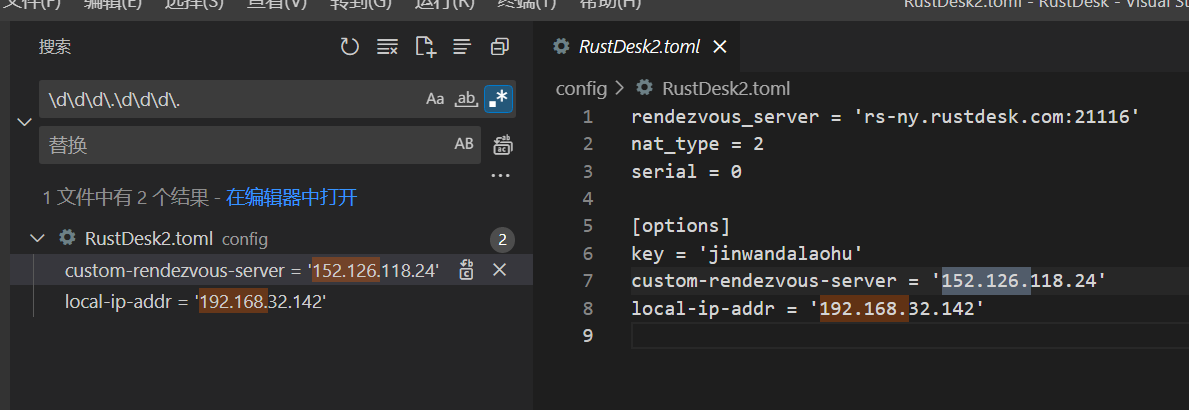 文件(F) 编辑(E) 选择(S) 查看(V) 转到(G) 运行(R) 终端(T) 帮助(H) RustDesk2.toml - RustDesk - Visual St
搜索
\d\d\d\.\d\d\d\.
Aa ab .*
替换
AB
...
1 文件中有 2 个结果 - 在编辑器中打开
RustDesk2.toml config 2
custom-rendezvous-server = '152.126.118.24'
local-ip-addr = '192.168.32.142'
RustDesk2.toml
config > RustDesk2.toml
1 rendezvous_server = 'rs-ny.rustdesk.com:21116'
2 nat_type = 2
3 serial = 0
4
5 [options]
6 key = 'jinwandalaohu'
7 custom-rendezvous-server = '152.126.118.24'
8 local-ip-addr = '192.168.32.142'
9